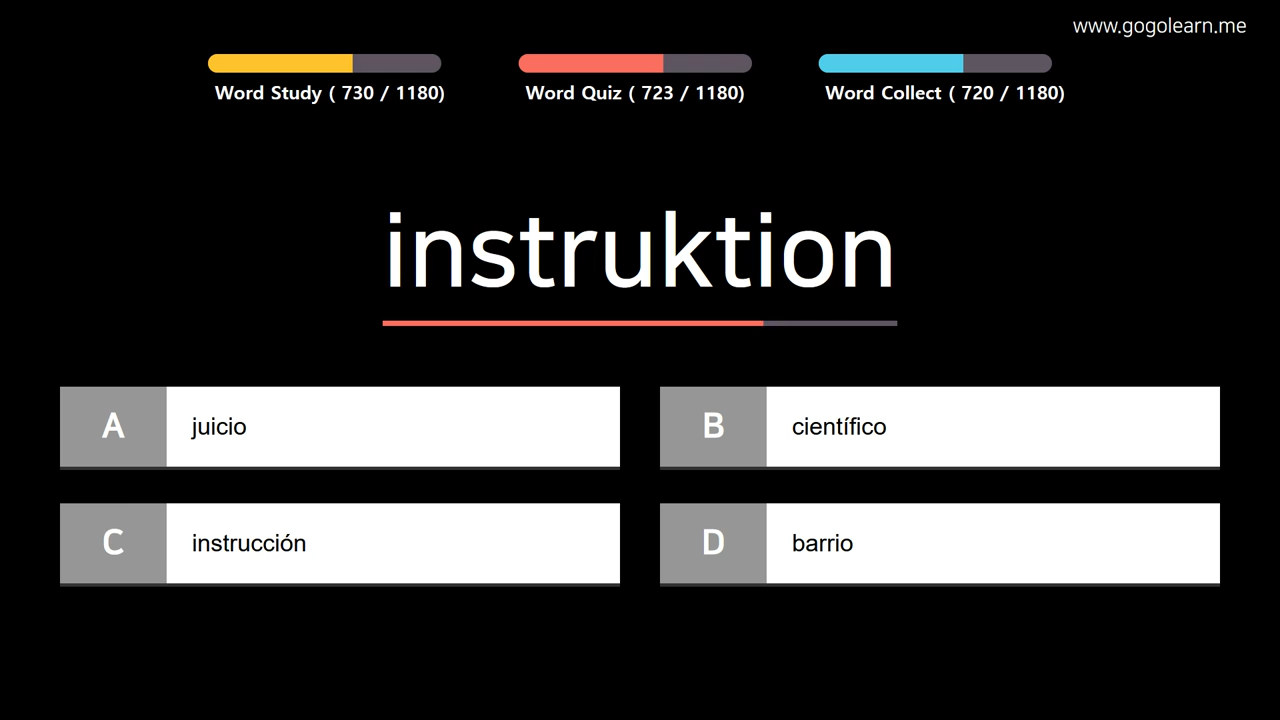 www.gogolearn.me
Word Study ( 730 / 1180)
Word Quiz ( 723 / 1180)
Word Collect ( 720 / 1180)
instruktion
A juicio
B científico
C instrucción
D barrio